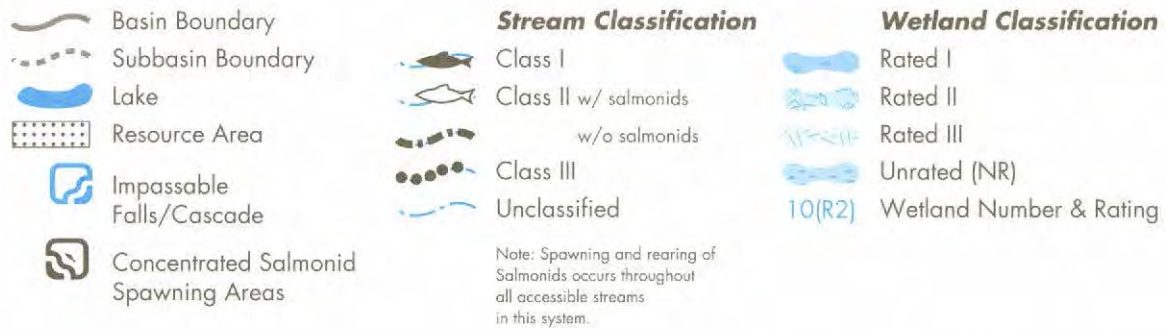 Basin Boundary
Subbasin Boundary
Lake
Resource Area
Impassable
Falls/Cascade
Concentrated Salmonid
Spawning Areas
Stream Classification
Class I
Class II w/ salmonids
w/o salmonids
Class III
Unclassified
Note: Spawning and rearing of
Salmonids occurs throughout
all accessible streams
in this system.
Wetland Classification
Rated I
Rated II
Rated III
Unrated (NR)
10(R2) Wetland Number & Rating